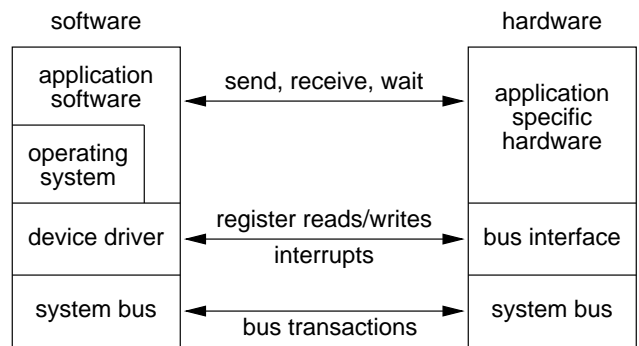 software
hardware
application
software
send, receive, wait
application
specific
hardware
operating
system
device driver
register reads/writes
interrupts
bus interface
system bus
bus transactions
system bus